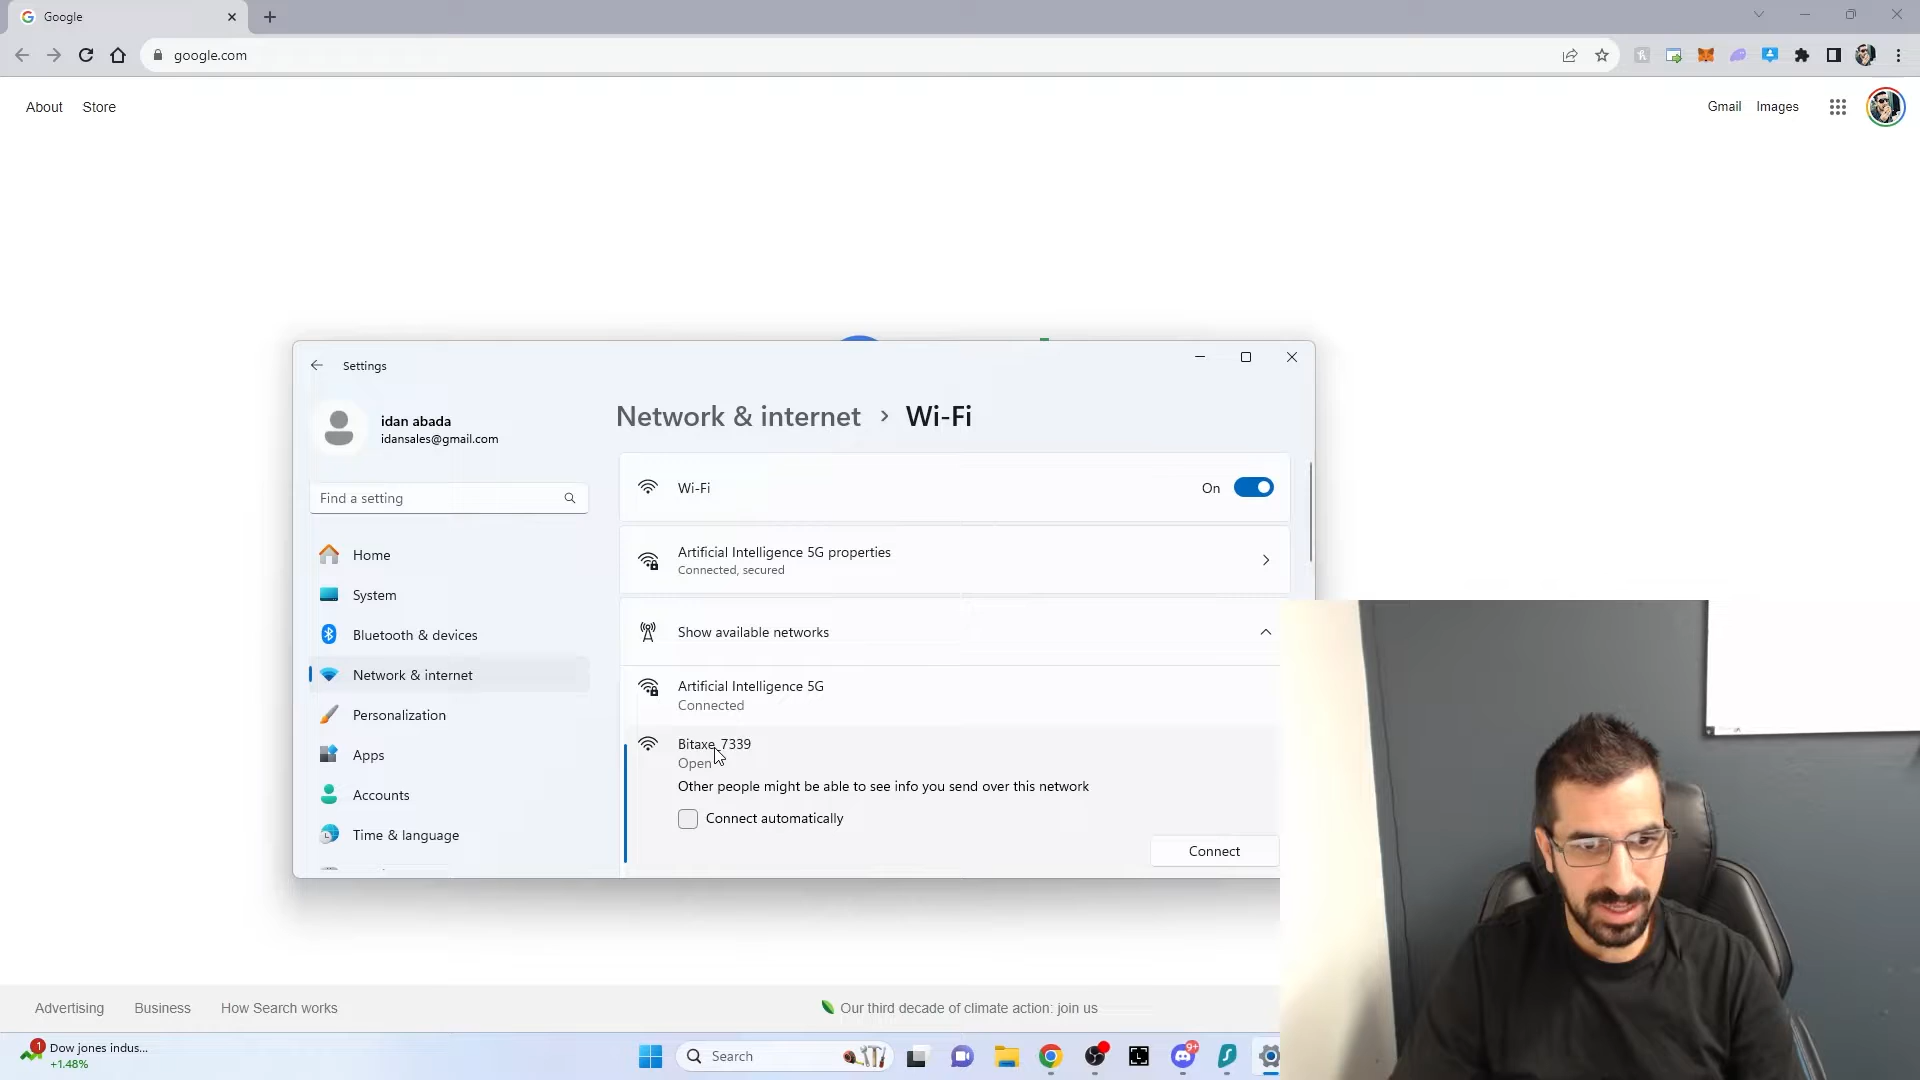 Google
google.com
About Store
Gmail Images
Settings
idan abada
idansales@gmail.com
Find a setting
Home
System
Bluetooth & devices
Network & internet
Personalization
Apps
Accounts
Time & language
Network & internet > Wi-Fi
Wi-Fi
On
Artificial Intelligence 5G properties
Connected, secured
Show available networks
Artificial Intelligence 5G
Connected
Bitaxe_7339
Open
Other people might be able to see info you send over this network
Connect automatically
Connect
Advertising Business How Search works
Our third decade of climate action: join us
1
Dow jones indus...
+1.48%
Search
9+